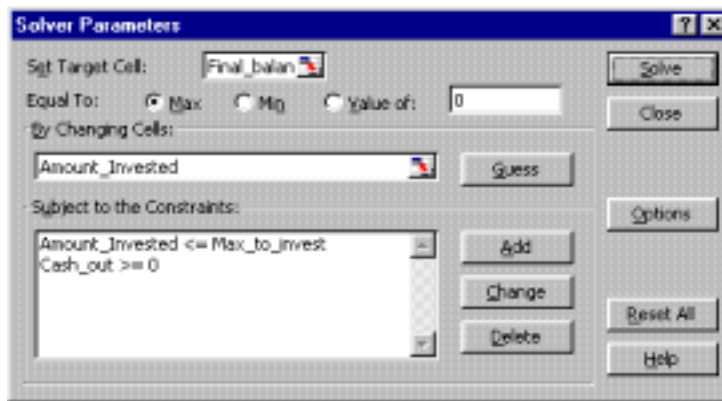 Solver Parameters
Set Target Cell: Final_balan
Solve
Equal To: Max Min Value of: 0
Close
By Changing Cells:
Amount_Invested
Guess
Subject to the Constraints:
Options
Amount_Invested <= Max_to_invest
Cash_out >= 0
Add
Change
Reset All
Delete
Help